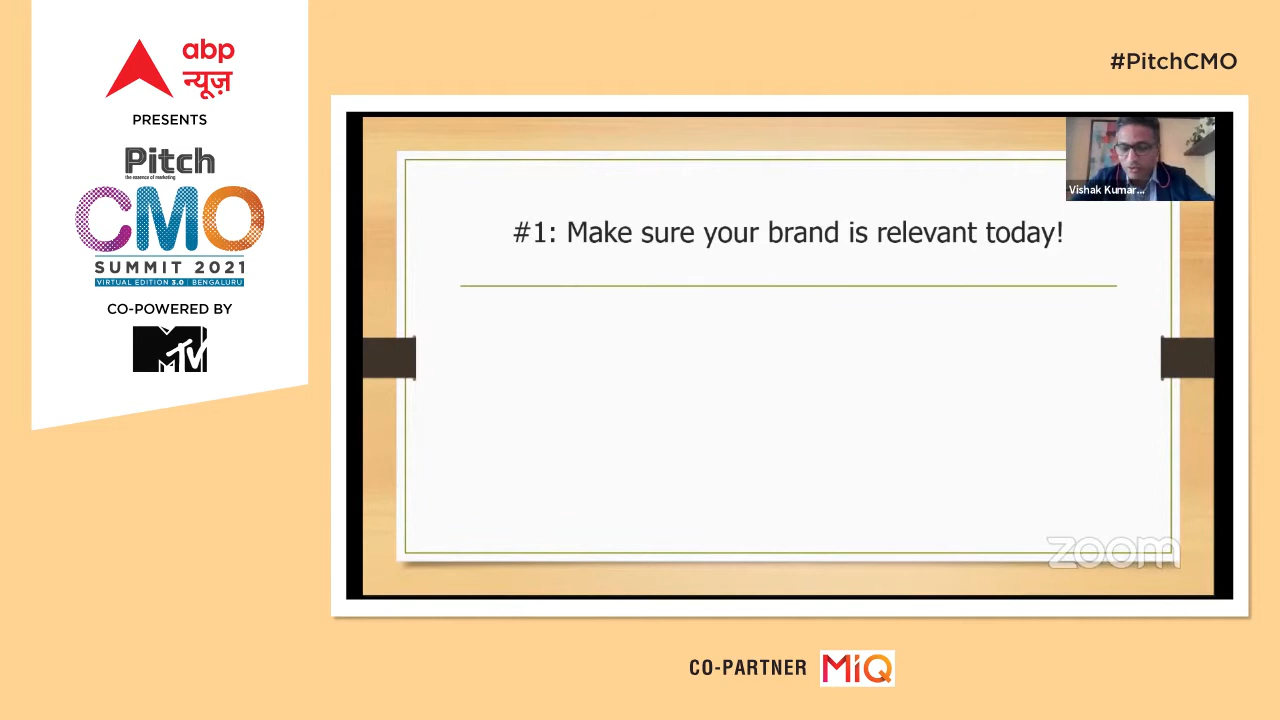 abp
न्यूज़
PRESENTS
Pitch
the essence of marketing
CMO
SUMMIT 2021
VIRTUAL EDITION 3.0 | BENGALURU
CO-POWERED BY
MTV
#PitchCMO
Vishak Kumar...
#1: Make sure your brand is relevant today!
zoom
CO-PARTNER MiQ